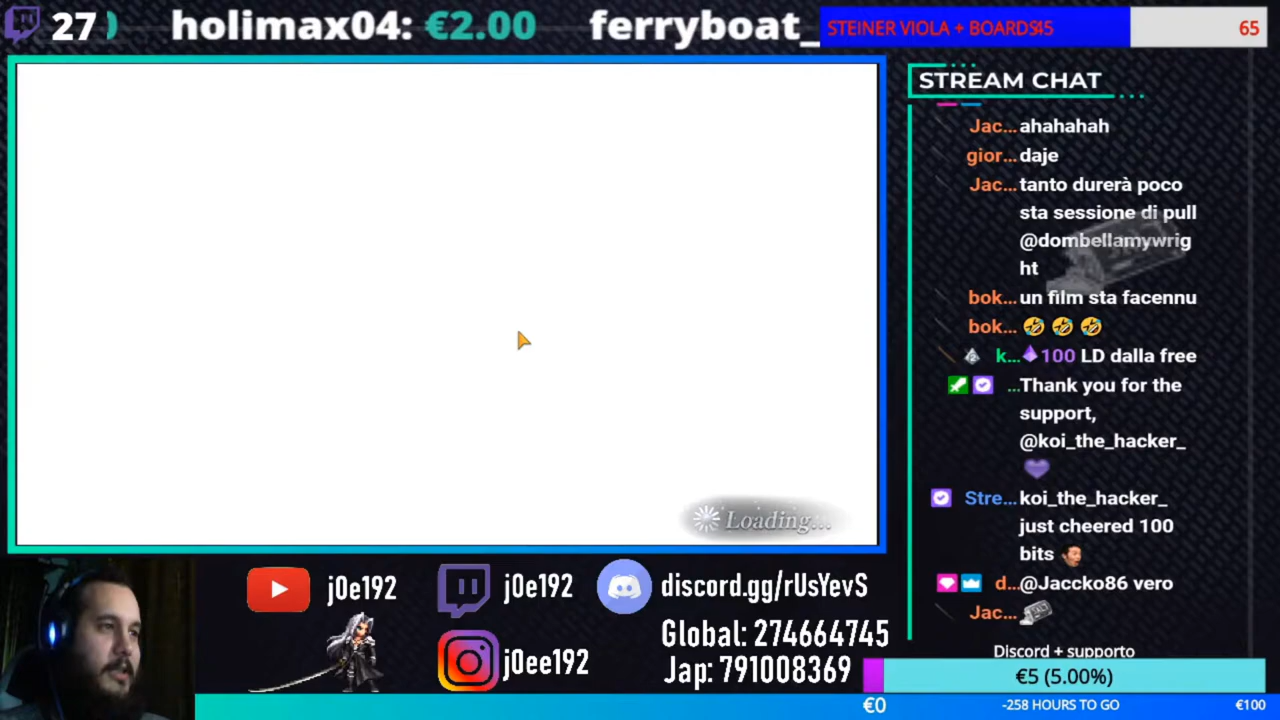 27
holimax04: €2.00
ferryboat_
STEINER VIOLA + BOARDS
45
65
STREAM CHAT
Jac... ahahahah
gior... daje
Jac... tanto durerà poco
sta sessione di pull
@dombellamywrig
ht
bok... un film sta facennu
bok... 🤣 🤣 🤣
k... 100 LD dalla free
... Thank you for the
support,
@koi_the_hacker_
Stre... koi_the_hacker_
just cheered 100
bits
d... @Jaccko86 vero
Jac...
Loading...
j0e192
j0e192
discord.gg/rUsYevS
j0ee192
Global: 274664745
Jap: 791008369
Discord + supporto
€5 (5.00%)
€0
-258 HOURS TO GO
€100